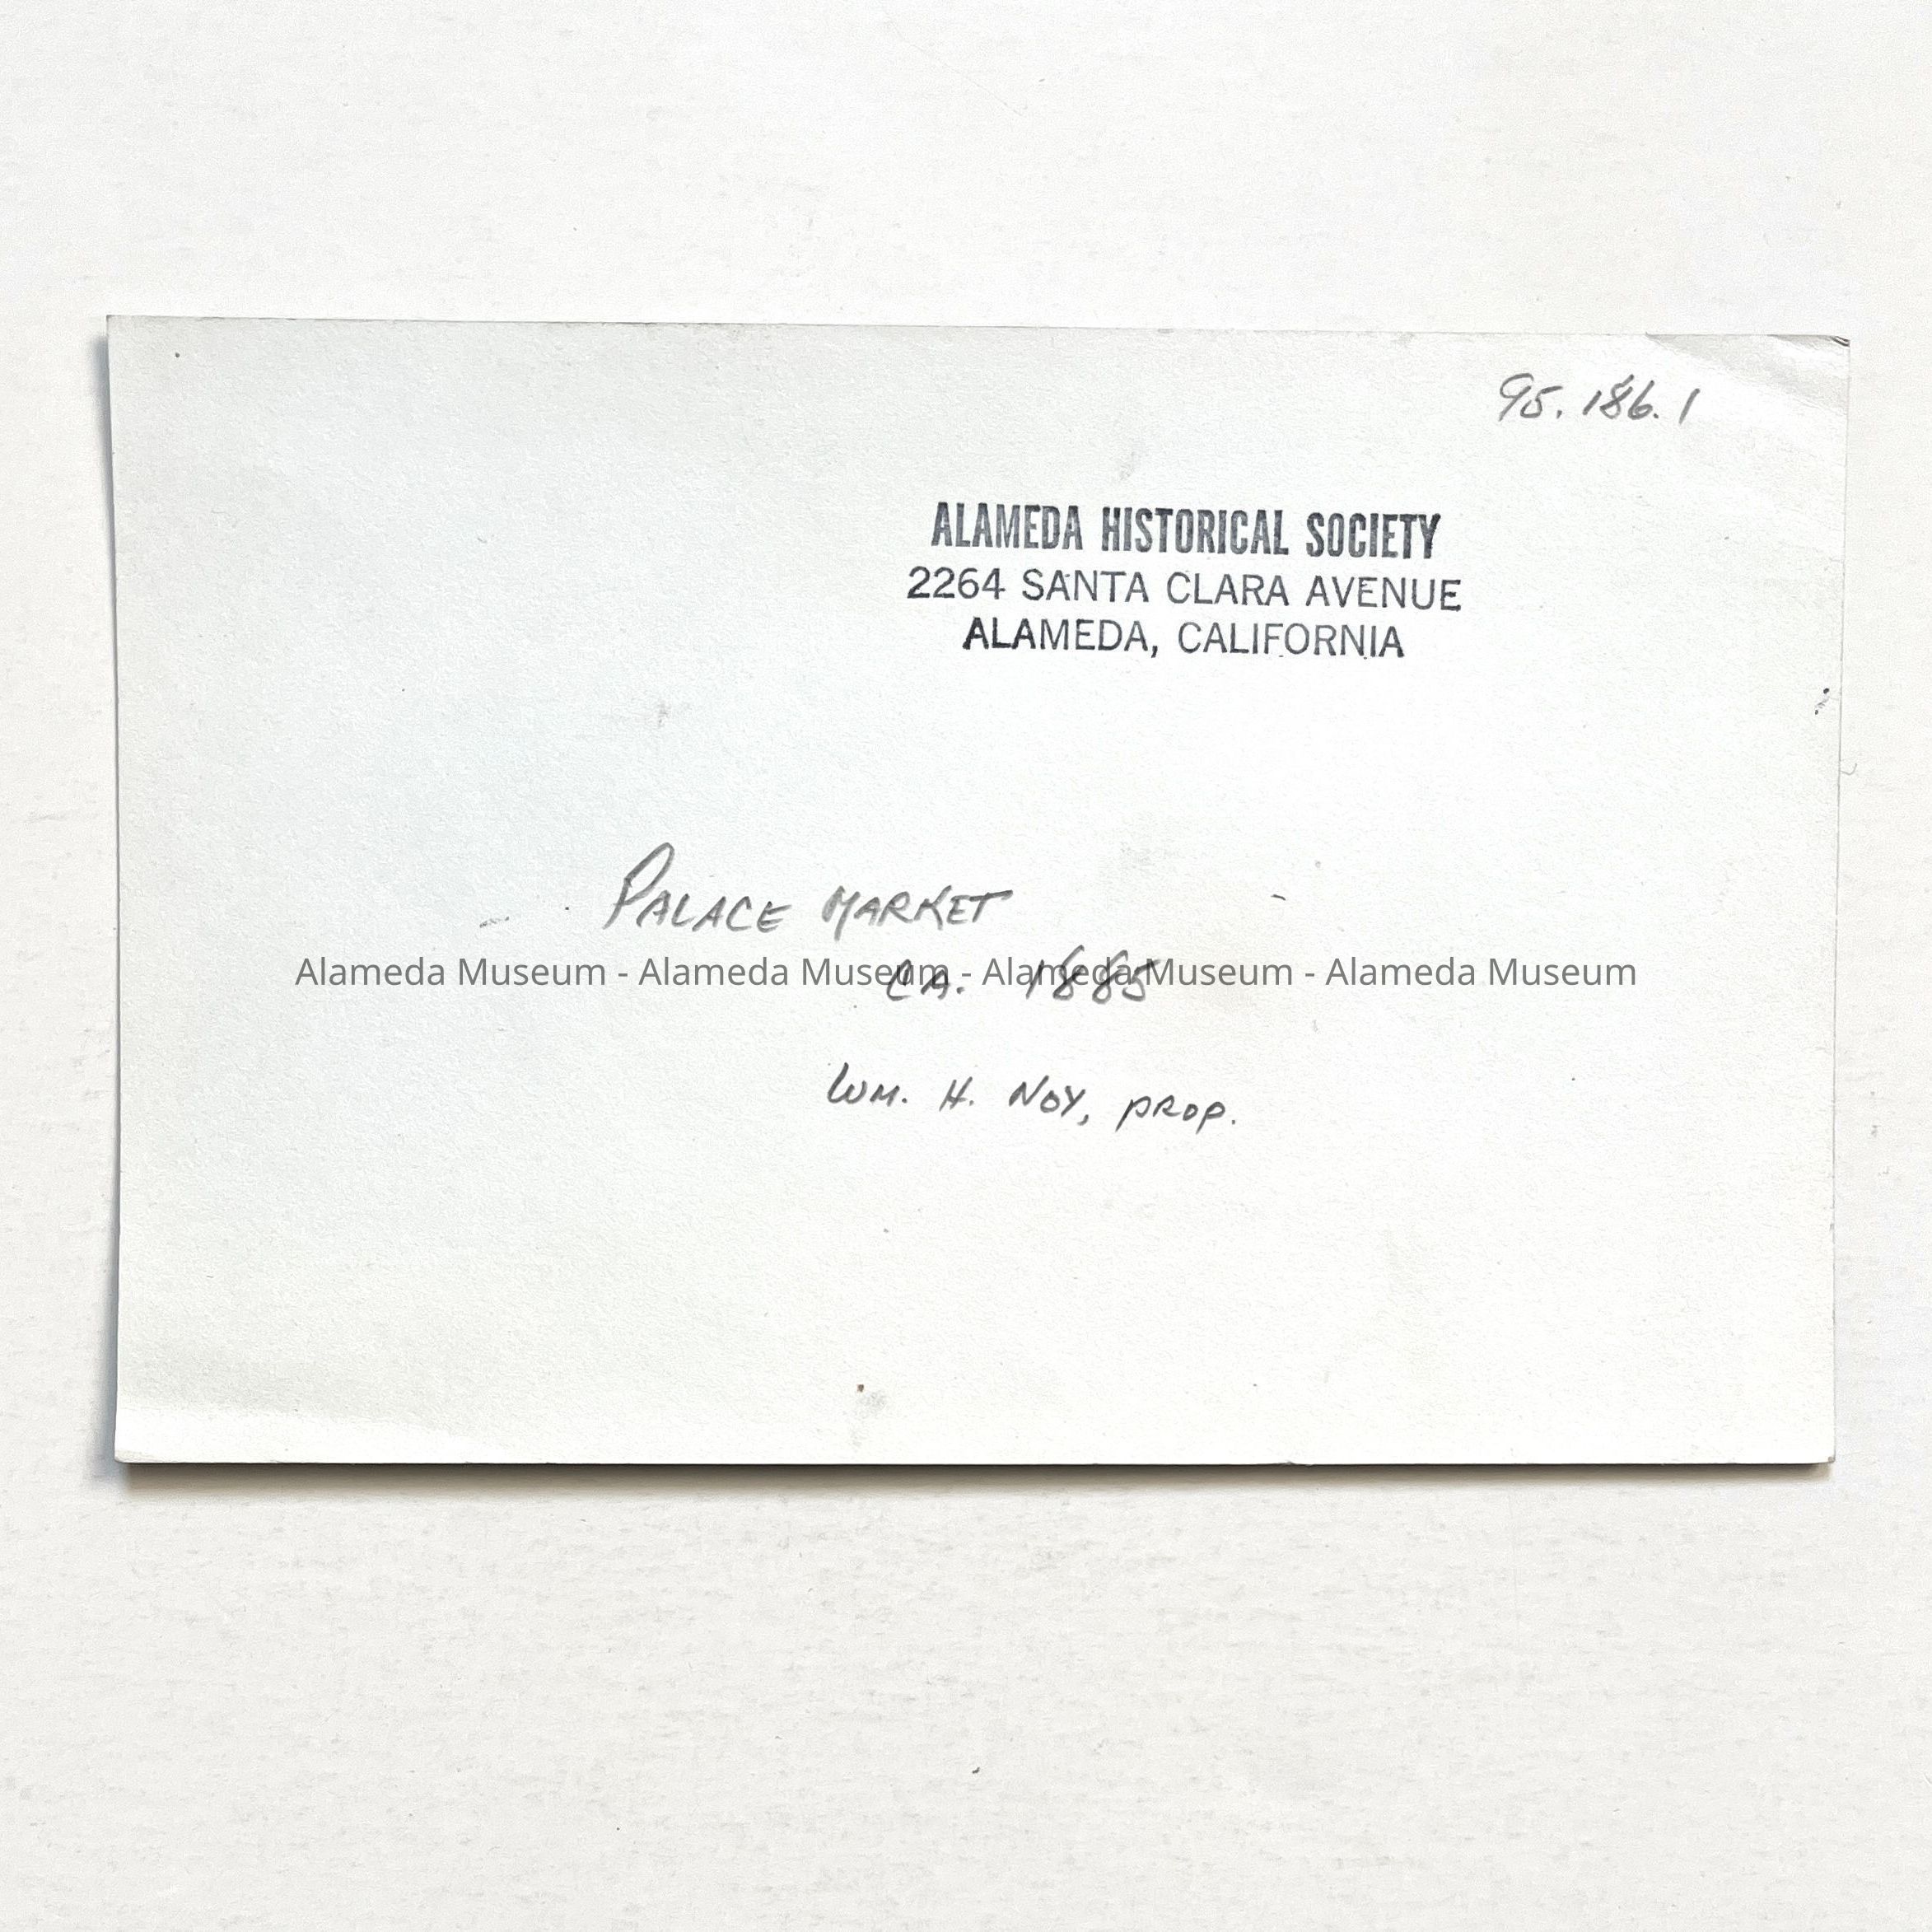 95.186.1
ALAMEDA HISTORICAL SOCIETY
2264 SANTA CLARA AVENUE
ALAMEDA, CALIFORNIA
PALACE MARKET
CA. 1885
Alameda Museum - Alameda Museum - Alameda Museum - Alameda Museum
WM. H. NOY, PROP.